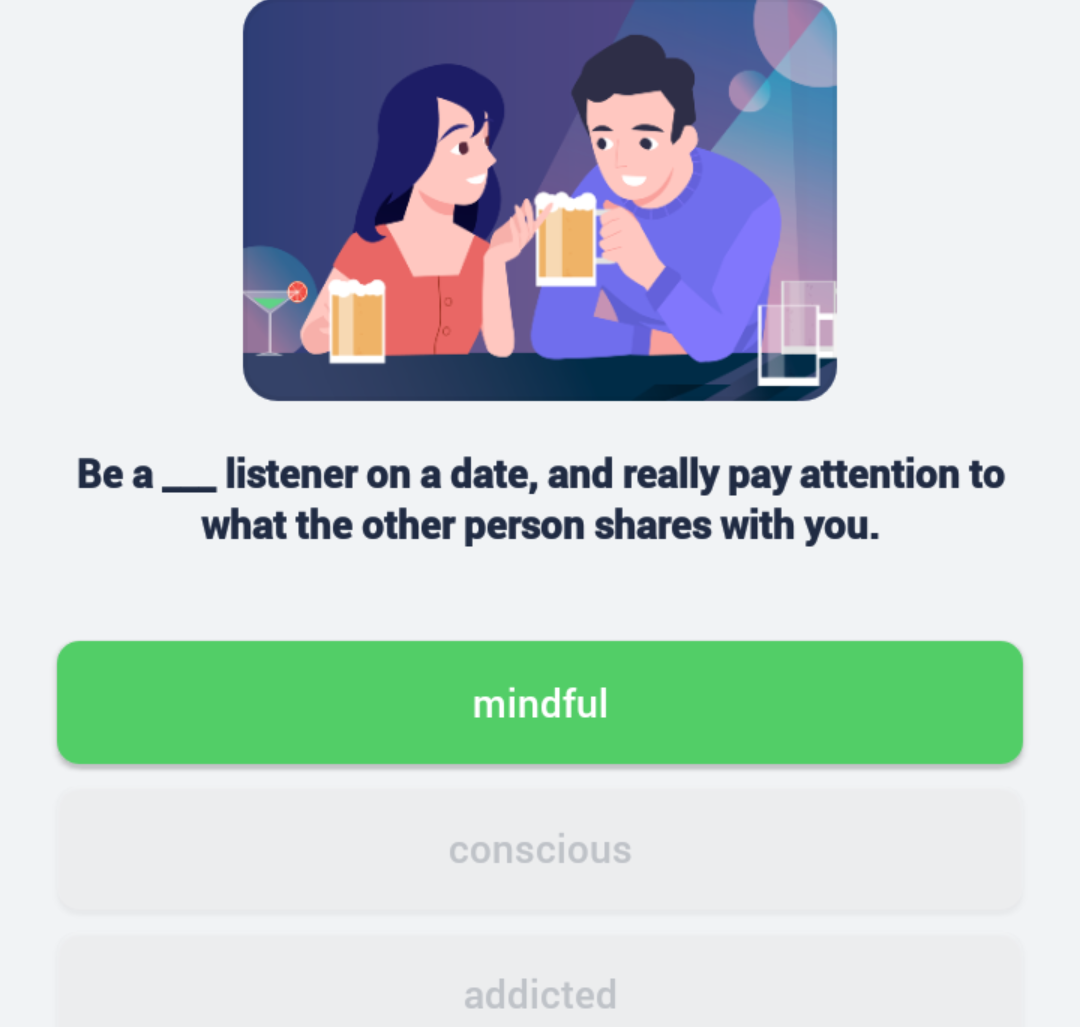 Be a ___ listener on a date, and really pay attention to
what the other person shares with you.
mindful
conscious
addicted